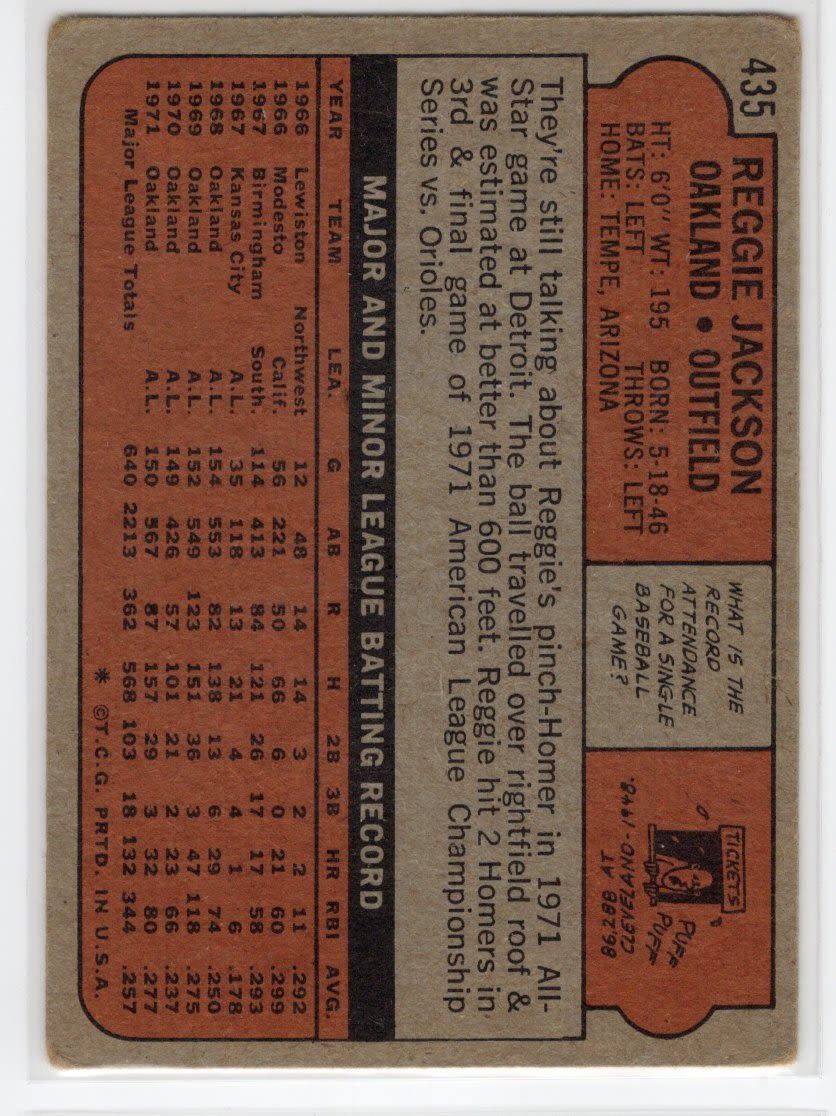 435
REGGIE JACKSON
OAKLAND • OUTFIELD
HT: 6'0" WT: 195 BORN: 5-18-46
BATS: LEFT THROWS: LEFT
HOME: TEMPE, ARIZONA
WHAT IS THE
RECORD
ATTENDANCE
FOR A SINGLE
BASEBALL
GAME?
TICKETS
PUFF
PUFF
86288 AT
CLEVELAND-1948.
They're still talking about Reggie's pinch-Homer in 1971 All-
Star game at Detroit. The ball travelled over rightfield roof &
was estimated at better than 600 feet. Reggie hit 2 Homers in
3rd & final game of 1971 American League Championship
Series vs. Orioles.
MAJOR AND MINOR LEAGUE BATTING RECORD
YEAR TEAM LEA. G AB R H 2B 3B HR RBI AVG.
1966 Lewiston Northwest 12 48 14 14 3 2 2 11 .292
1966 Modesto Calif. 56 221 50 66 6 0 21 60 .299
1967 Birmingham South. 114 413 84 121 26 17 17 58 .293
1967 Kansas City A.L. 35 118 13 21 4 4 1 6 .178
1968 Oakland A.L. 154 553 82 138 13 6 29 74 .250
1969 Oakland A.L. 152 549 123 151 36 3 47 118 .275
1970 Oakland A.L. 149 426 57 101 21 2 23 66 .237
1971 Oakland A.L. 150 567 87 157 29 3 32 80 .277
Major League Totals 640 2213 362 568 103 18 132 344 .257
* ©T.C.G. PRTD. IN U.S.A.